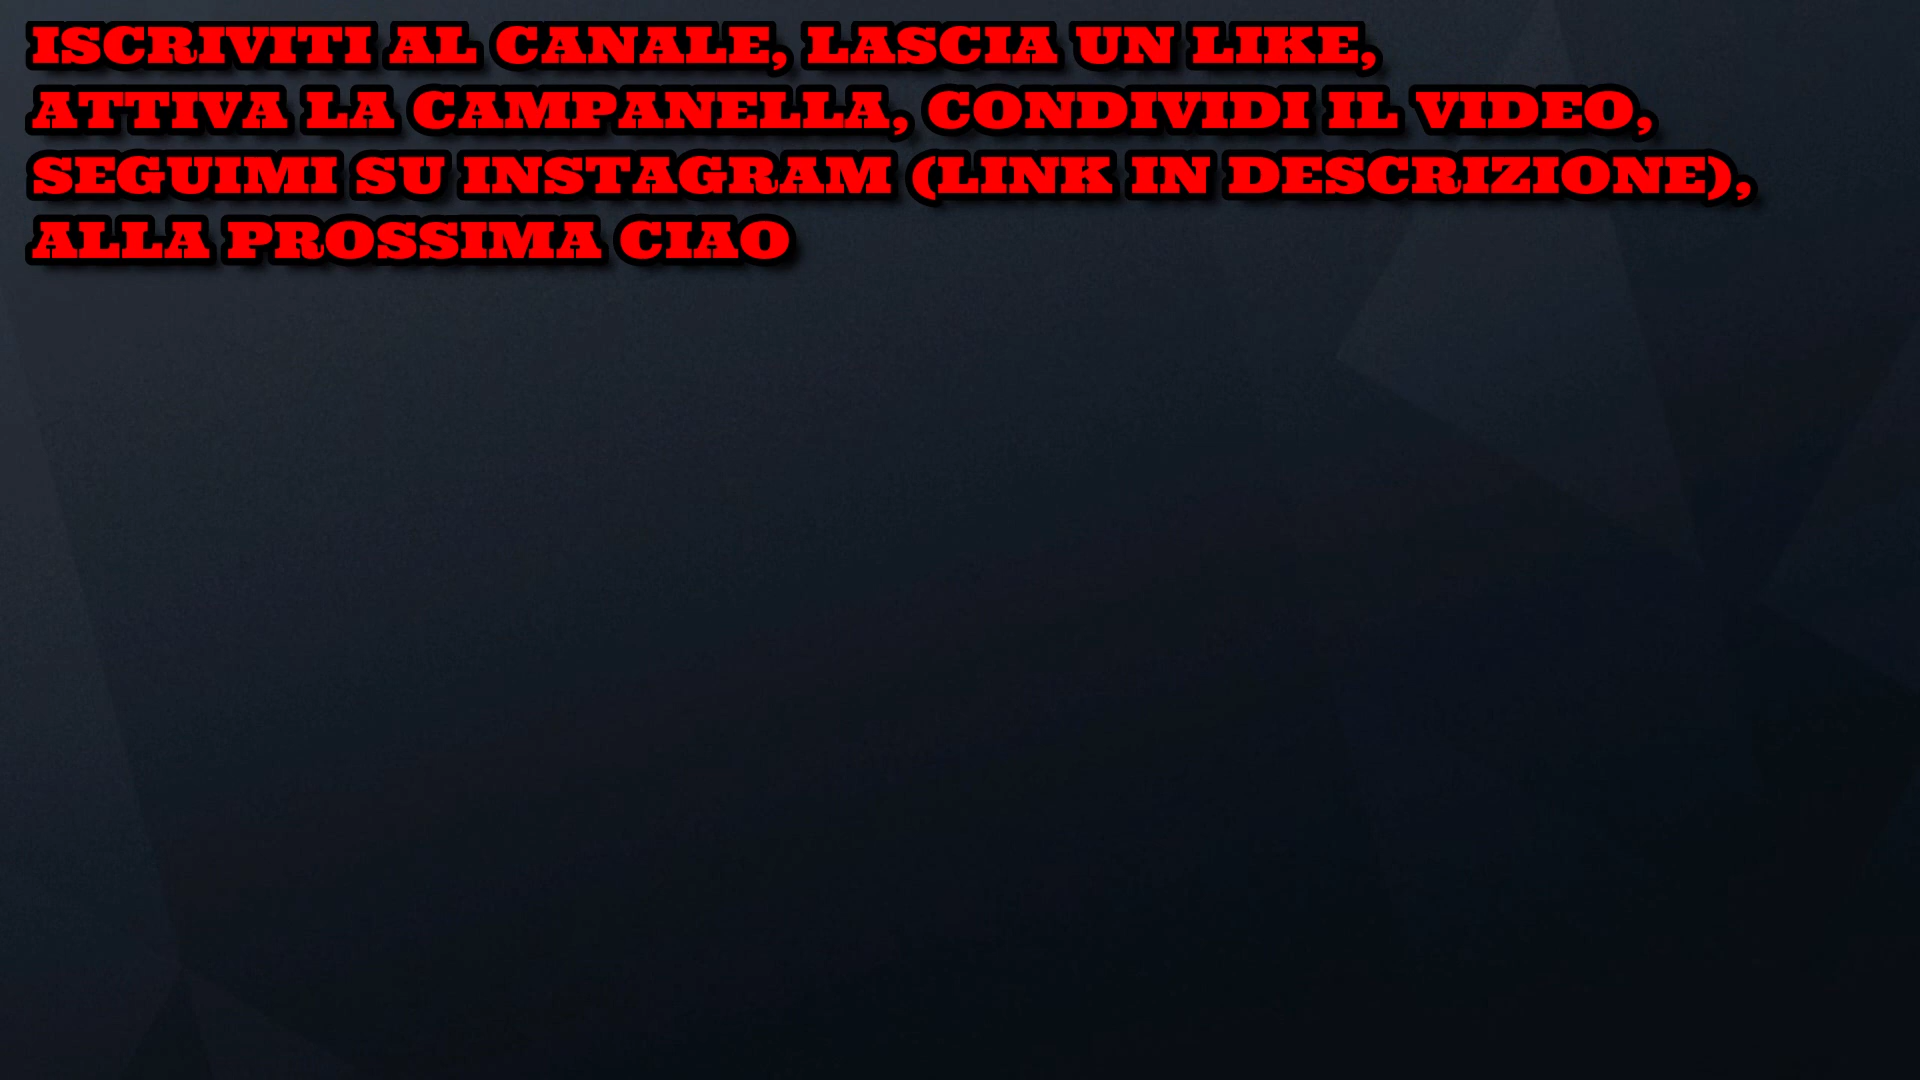 ISCRIVITI AL CANALE, LASCIA UN LIKE,
ATTIVA LA CAMPANELLA, CONDIVIDI IL VIDEO,
SEGUIMI SU INSTAGRAM (LINK IN DESCRIZIONE),
ALLA PROSSIMA CIAO